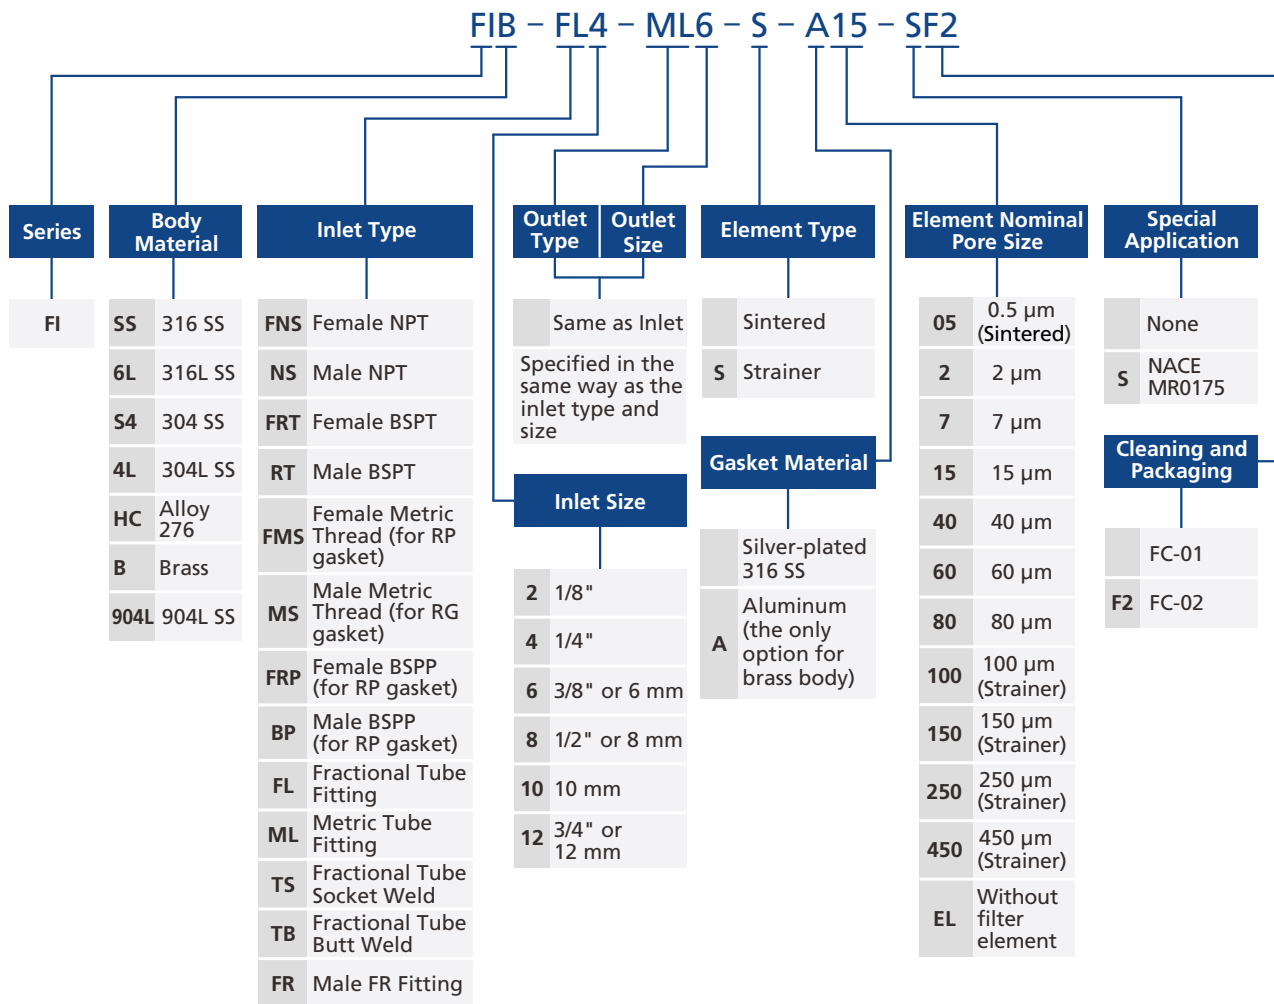 FIB – FL4 – ML6 – S – A15 – SF2
Series
FI
Body
Material
SS 316 SS
6L 316L SS
S4 304 SS
4L 304L SS
HC Alloy
276
B Brass
904L 904L SS
Inlet Type
FNS Female NPT
NS Male NPT
FRT Female BSPT
RT Male BSPT
FMS Female Metric
Thread (for RP
gasket)
MS Male Metric
Thread (for RG
gasket)
FRP Female BSPP
(for RP gasket)
BP Male BSPP
(for RP gasket)
FL Fractional Tube
Fitting
ML Metric Tube
Fitting
TS Fractional Tube
Socket Weld
TB Fractional Tube
Butt Weld
FR Male FR Fitting
Outlet
Type
Outlet
Size
Same as Inlet
Specified in the
same way as the
inlet type and
size
Inlet Size
2 1/8"
4 1/4"
6 3/8" or 6 mm
8 1/2" or 8 mm
10 10 mm
12 3/4" or
12 mm
Element Type
Sintered
S Strainer
Gasket Material
Silver-plated
316 SS
A Aluminum
(the only
option for
brass body)
Element Nominal
Pore Size
05 0.5 µm
(Sintered)
2 2 µm
7 7 µm
15 15 µm
40 40 µm
60 60 µm
80 80 µm
100 100 µm
(Strainer)
150 150 µm
(Strainer)
250 250 µm
(Strainer)
450 450 µm
(Strainer)
EL Without
filter
element
Special
Application
None
S NACE
MR0175
Cleaning and
Packaging
FC-01
F2 FC-02